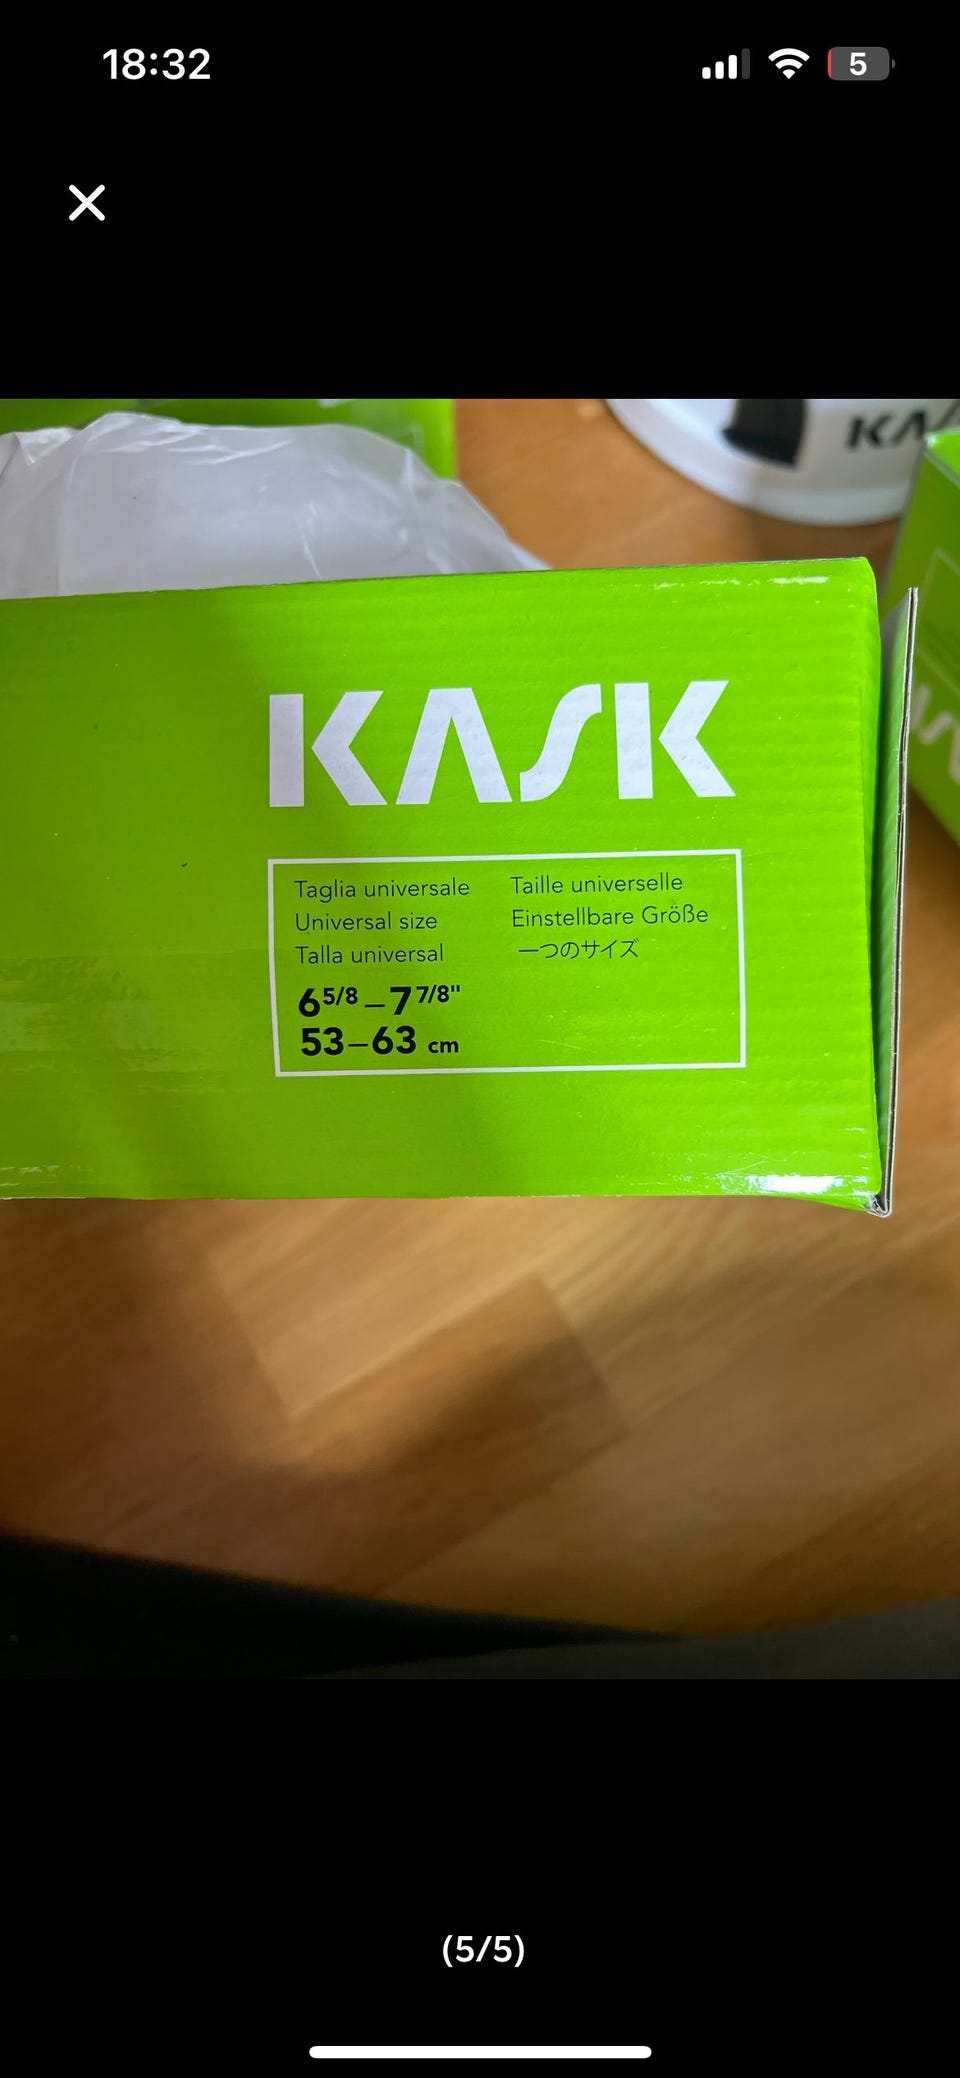 18:32
5
KASK
Taglia universale
Universal size
Talla universal
Taille universelle
Einstellbare Größe
一つのサイズ
6 5/8 – 7 7/8"
53–63 cm
(5/5)